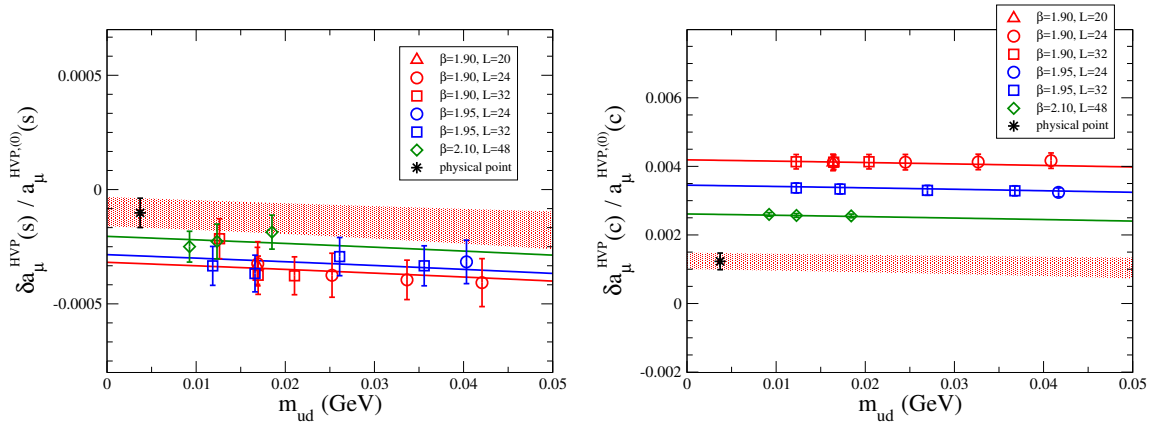 δa_μ^HVP(s) / a_μ^HVP,(0)(s)
0.0005
0
-0.0005
0
0.01
0.02
0.03
0.04
0.05
m_ud (GeV)
β=1.90, L=20
β=1.90, L=24
β=1.90, L=32
β=1.95, L=24
β=1.95, L=32
β=2.10, L=48
physical point
δa_μ^HVP(c) / a_μ^HVP,(0)(c)
0.006
0.004
0.002
0
-0.002
0
0.01
0.02
0.03
0.04
0.05
m_ud (GeV)
β=1.90, L=20
β=1.90, L=24
β=1.90, L=32
β=1.95, L=24
β=1.95, L=32
β=2.10, L=48
physical point